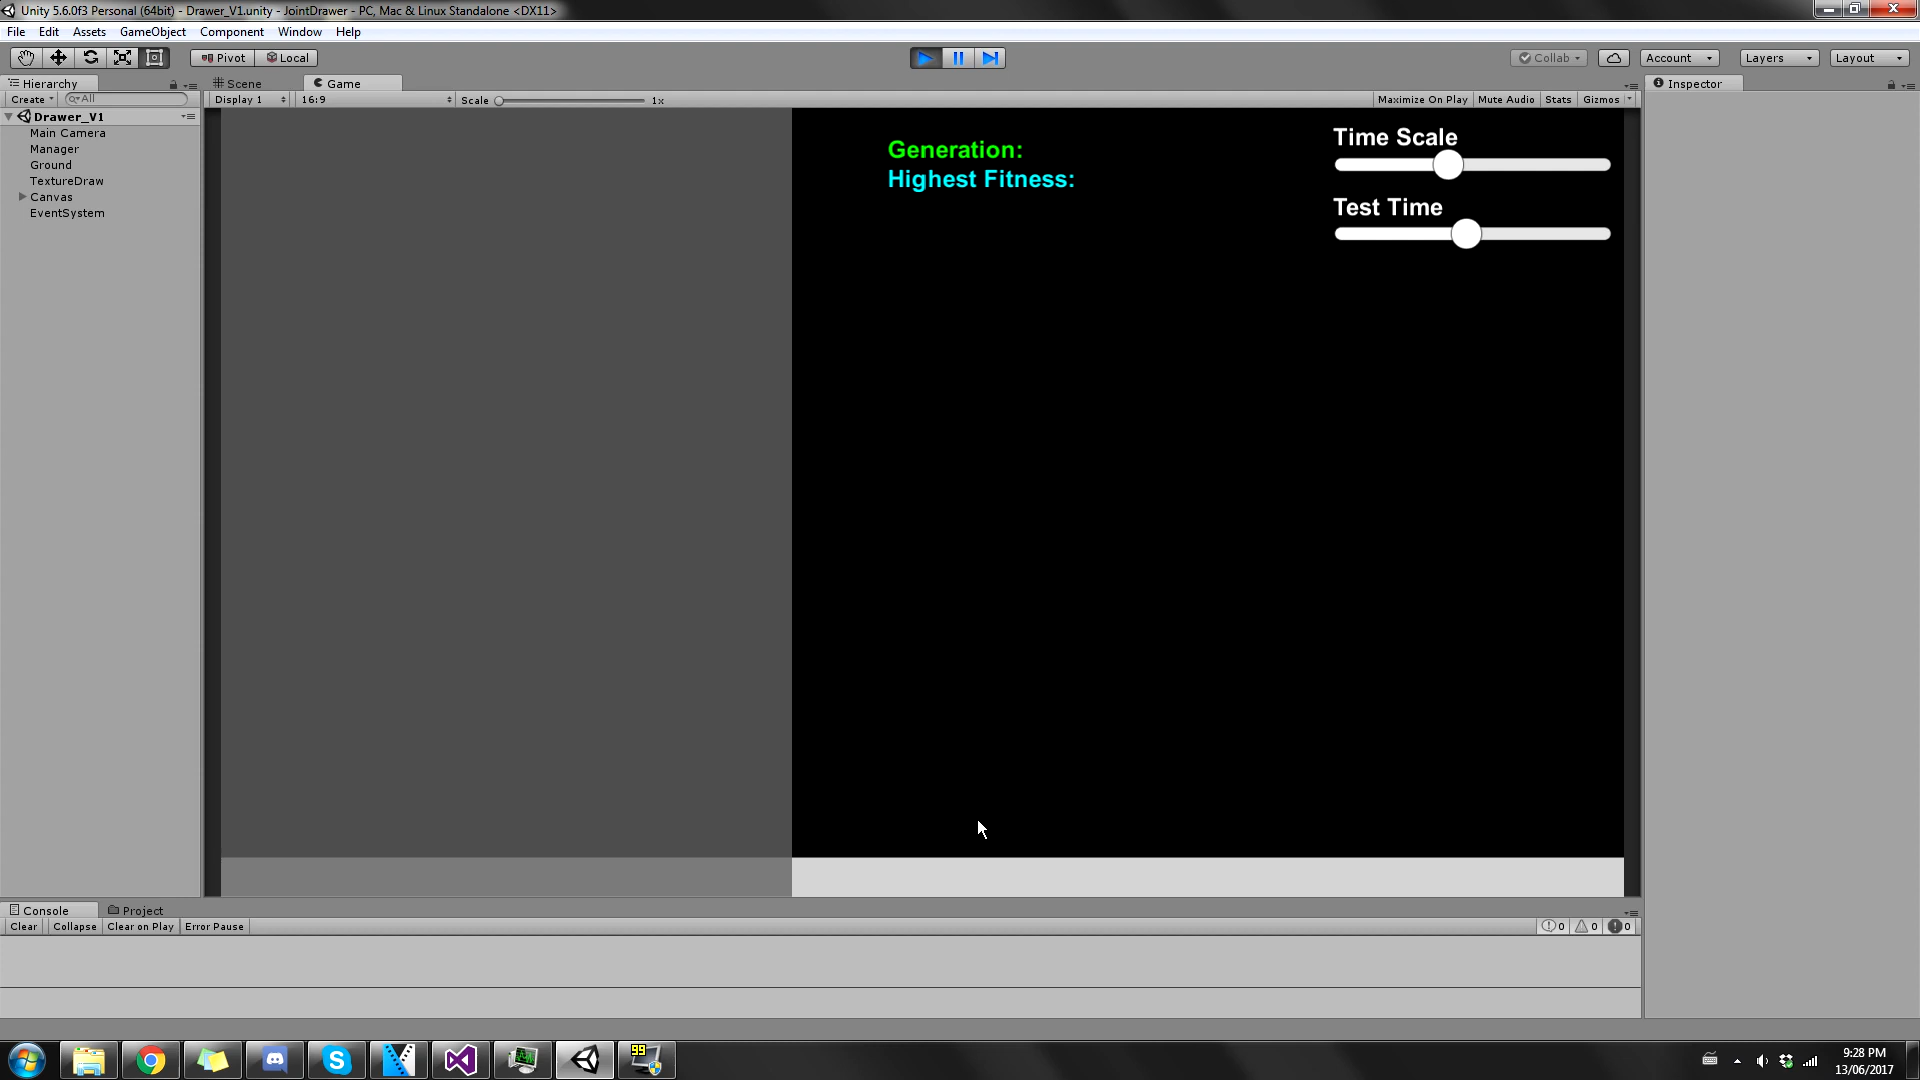 Unity 5.6.0f3 Personal (64bit) - Drawer_V1.unity - JointDrawer - PC, Mac & Linux Standalone <DX11>
File Edit Assets GameObject Component Window Help
Pivot Local Collab Account Layers Layout
Hierarchy Scene Game Inspector
Create All Display 1 16:9 Scale 1x Maximize On Play Mute Audio Stats Gizmos
Drawer_V1
Main Camera
Manager
Ground
TextureDraw
Canvas
EventSystem
Generation:
Highest Fitness:
Time Scale
Test Time
Console Project
Clear Collapse Clear on Play Error Pause 0 0 0
99
9:28 PM
13/06/2017